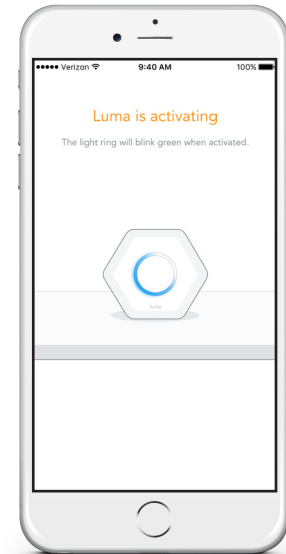 ●●●●● Verizon 9:40 AM 100%
Luma is activating
The light ring will blink green when activated.
luma